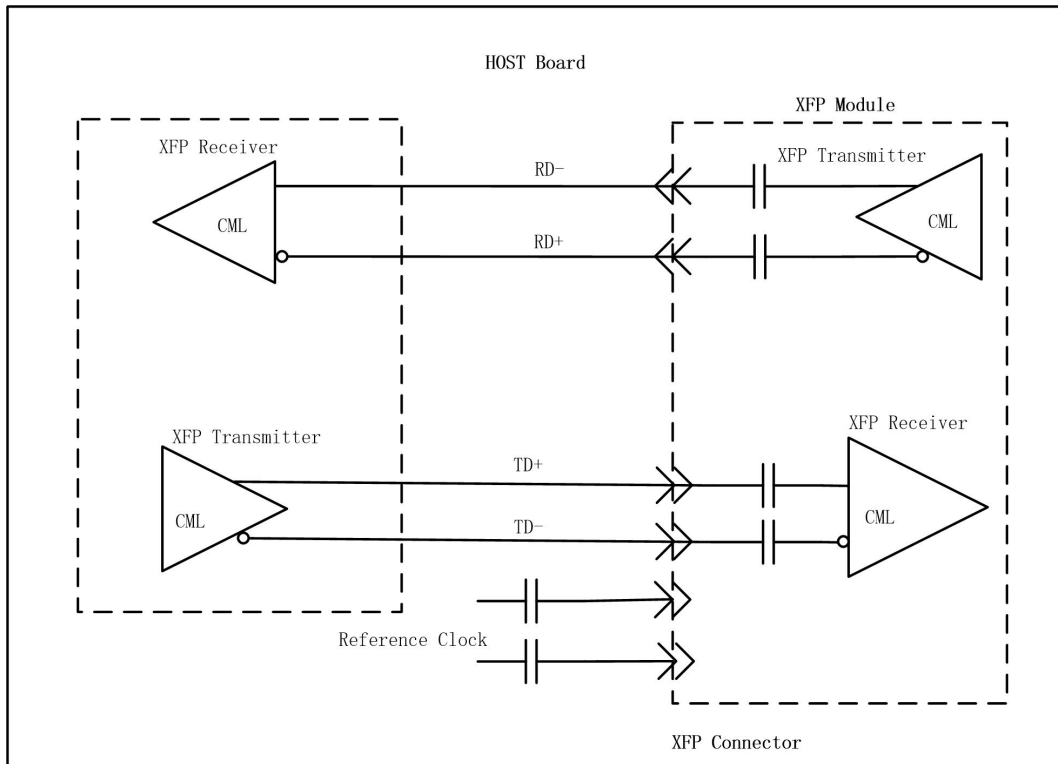 HOST Board
XFP Module
XFP Receiver
RD-
XFP Transmitter
CML
CML
RD+
XFP Transmitter
XFP Receiver
TD+
CML
CML
TD-
Reference Clock
XFP Connector